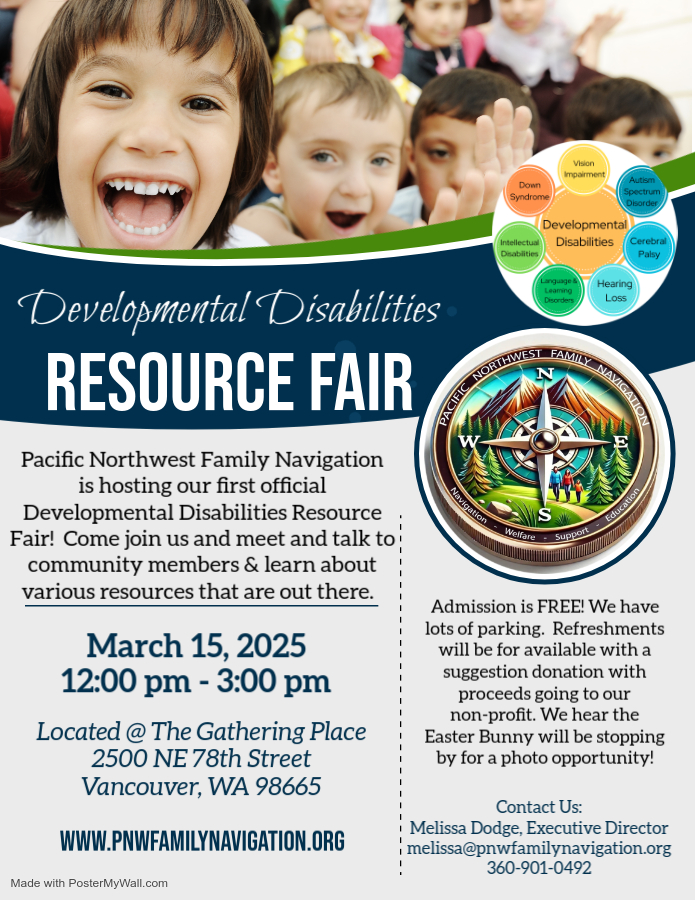 Vision
Impairment
Down
Syndrome
Autism
Spectrum
Disorder
Developmental
Disabilities
Intellectual
Disabilities
Cerebral
Palsy
Language &
Learning
Disorders
Hearing
Loss
Developmental Disabilities
RESOURCE FAIR
PACIFIC NORTHWEST FAMILY NAVIGATION
N
W
E
S
Navigation - Welfare - Support - Education
Pacific Northwest Family Navigation
is hosting our first official
Developmental Disabilities Resource
Fair! Come join us and meet and talk to
community members & learn about
various resources that are out there.
March 15, 2025
12:00 pm - 3:00 pm
Located @ The Gathering Place
2500 NE 78th Street
Vancouver, WA 98665
WWW.PNWFAMILYNAVIGATION.ORG
Admission is FREE! We have
lots of parking. Refreshments
will be for available with a
suggestion donation with
proceeds going to our
non-profit. We hear the
Easter Bunny will be stopping
by for a photo opportunity!
Contact Us:
Melissa Dodge, Executive Director
melissa@pnwfamilynavigation.org
360-901-0492
Made with PosterMyWall.com